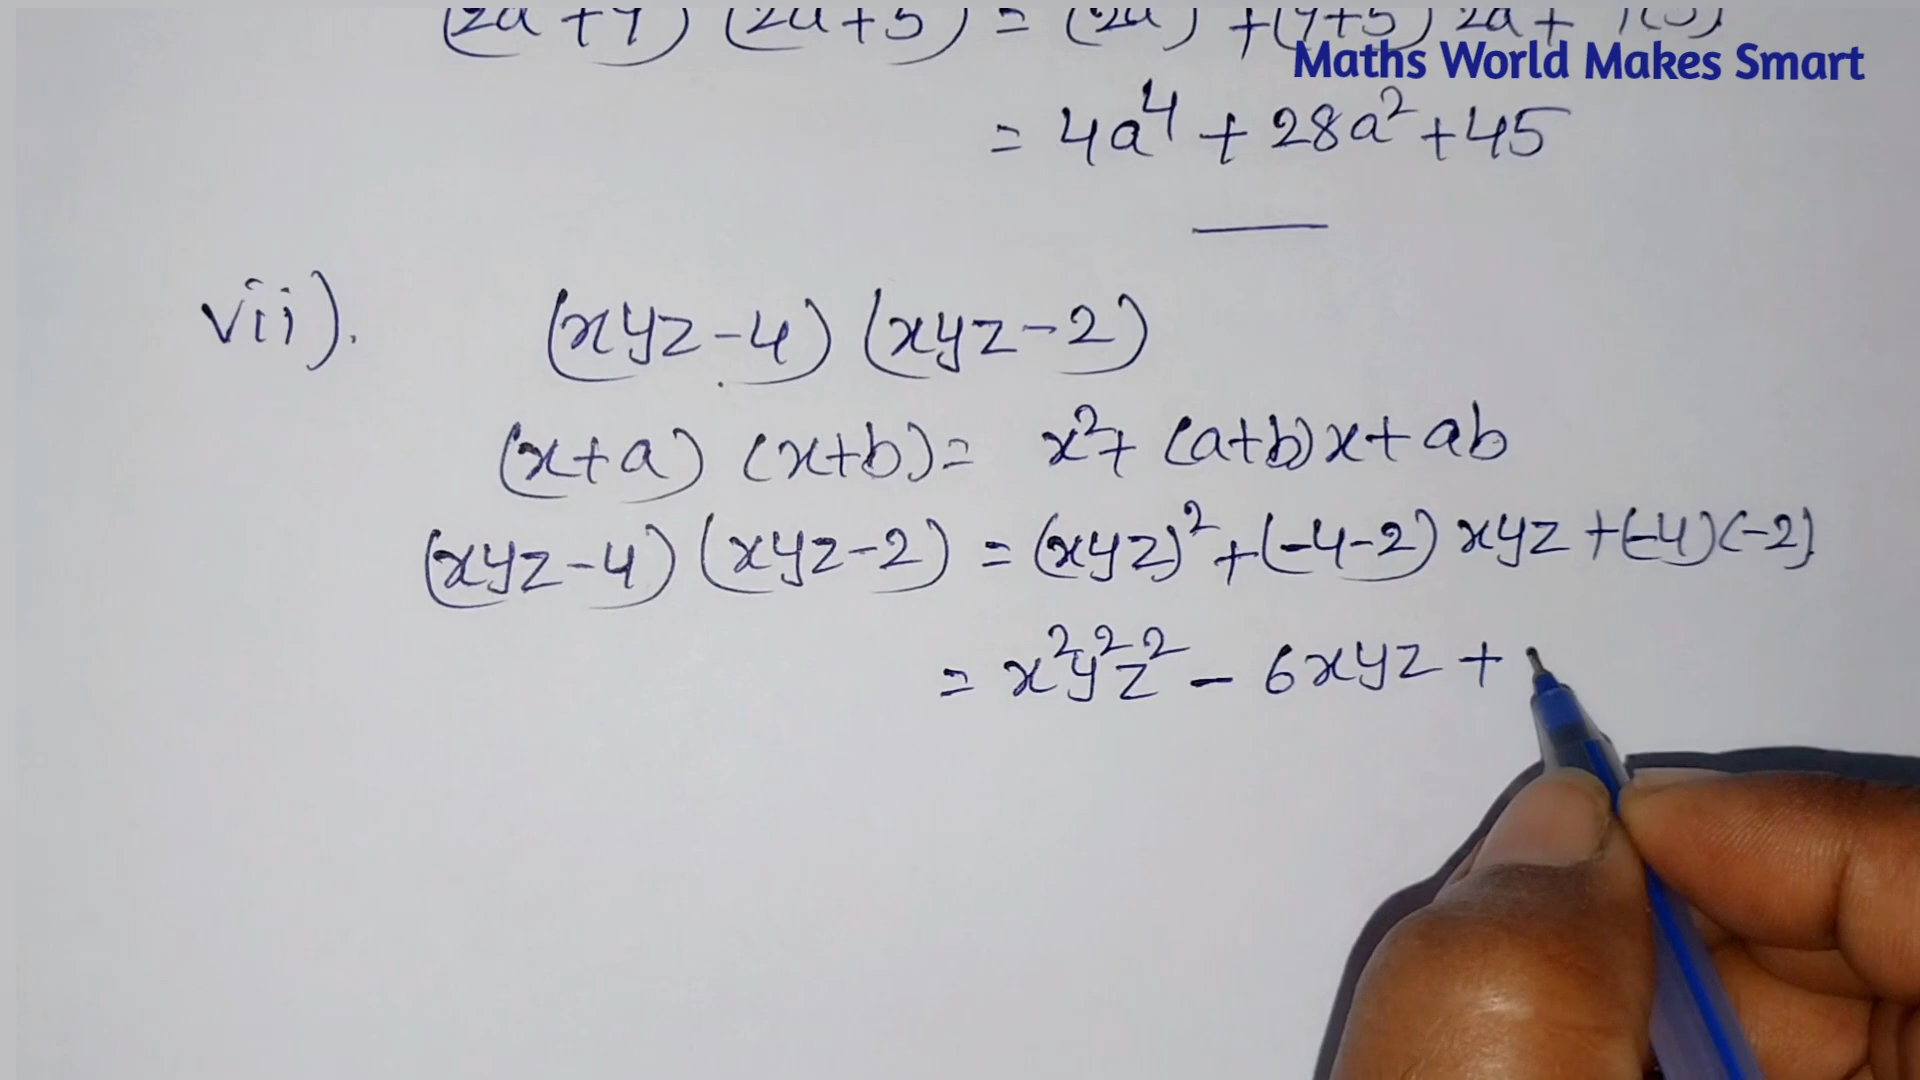 Maths World Makes Smart
= 4a⁴ + 28a² + 45
vii). (xyz - 4) (xyz - 2)
(x+a) (x+b) = x² + (a+b)x + ab
(xyz - 4) (xyz - 2) = (xyz)² + (-4-2) xyz + (-4)(-2)
= x²y²z² - 6xyz +